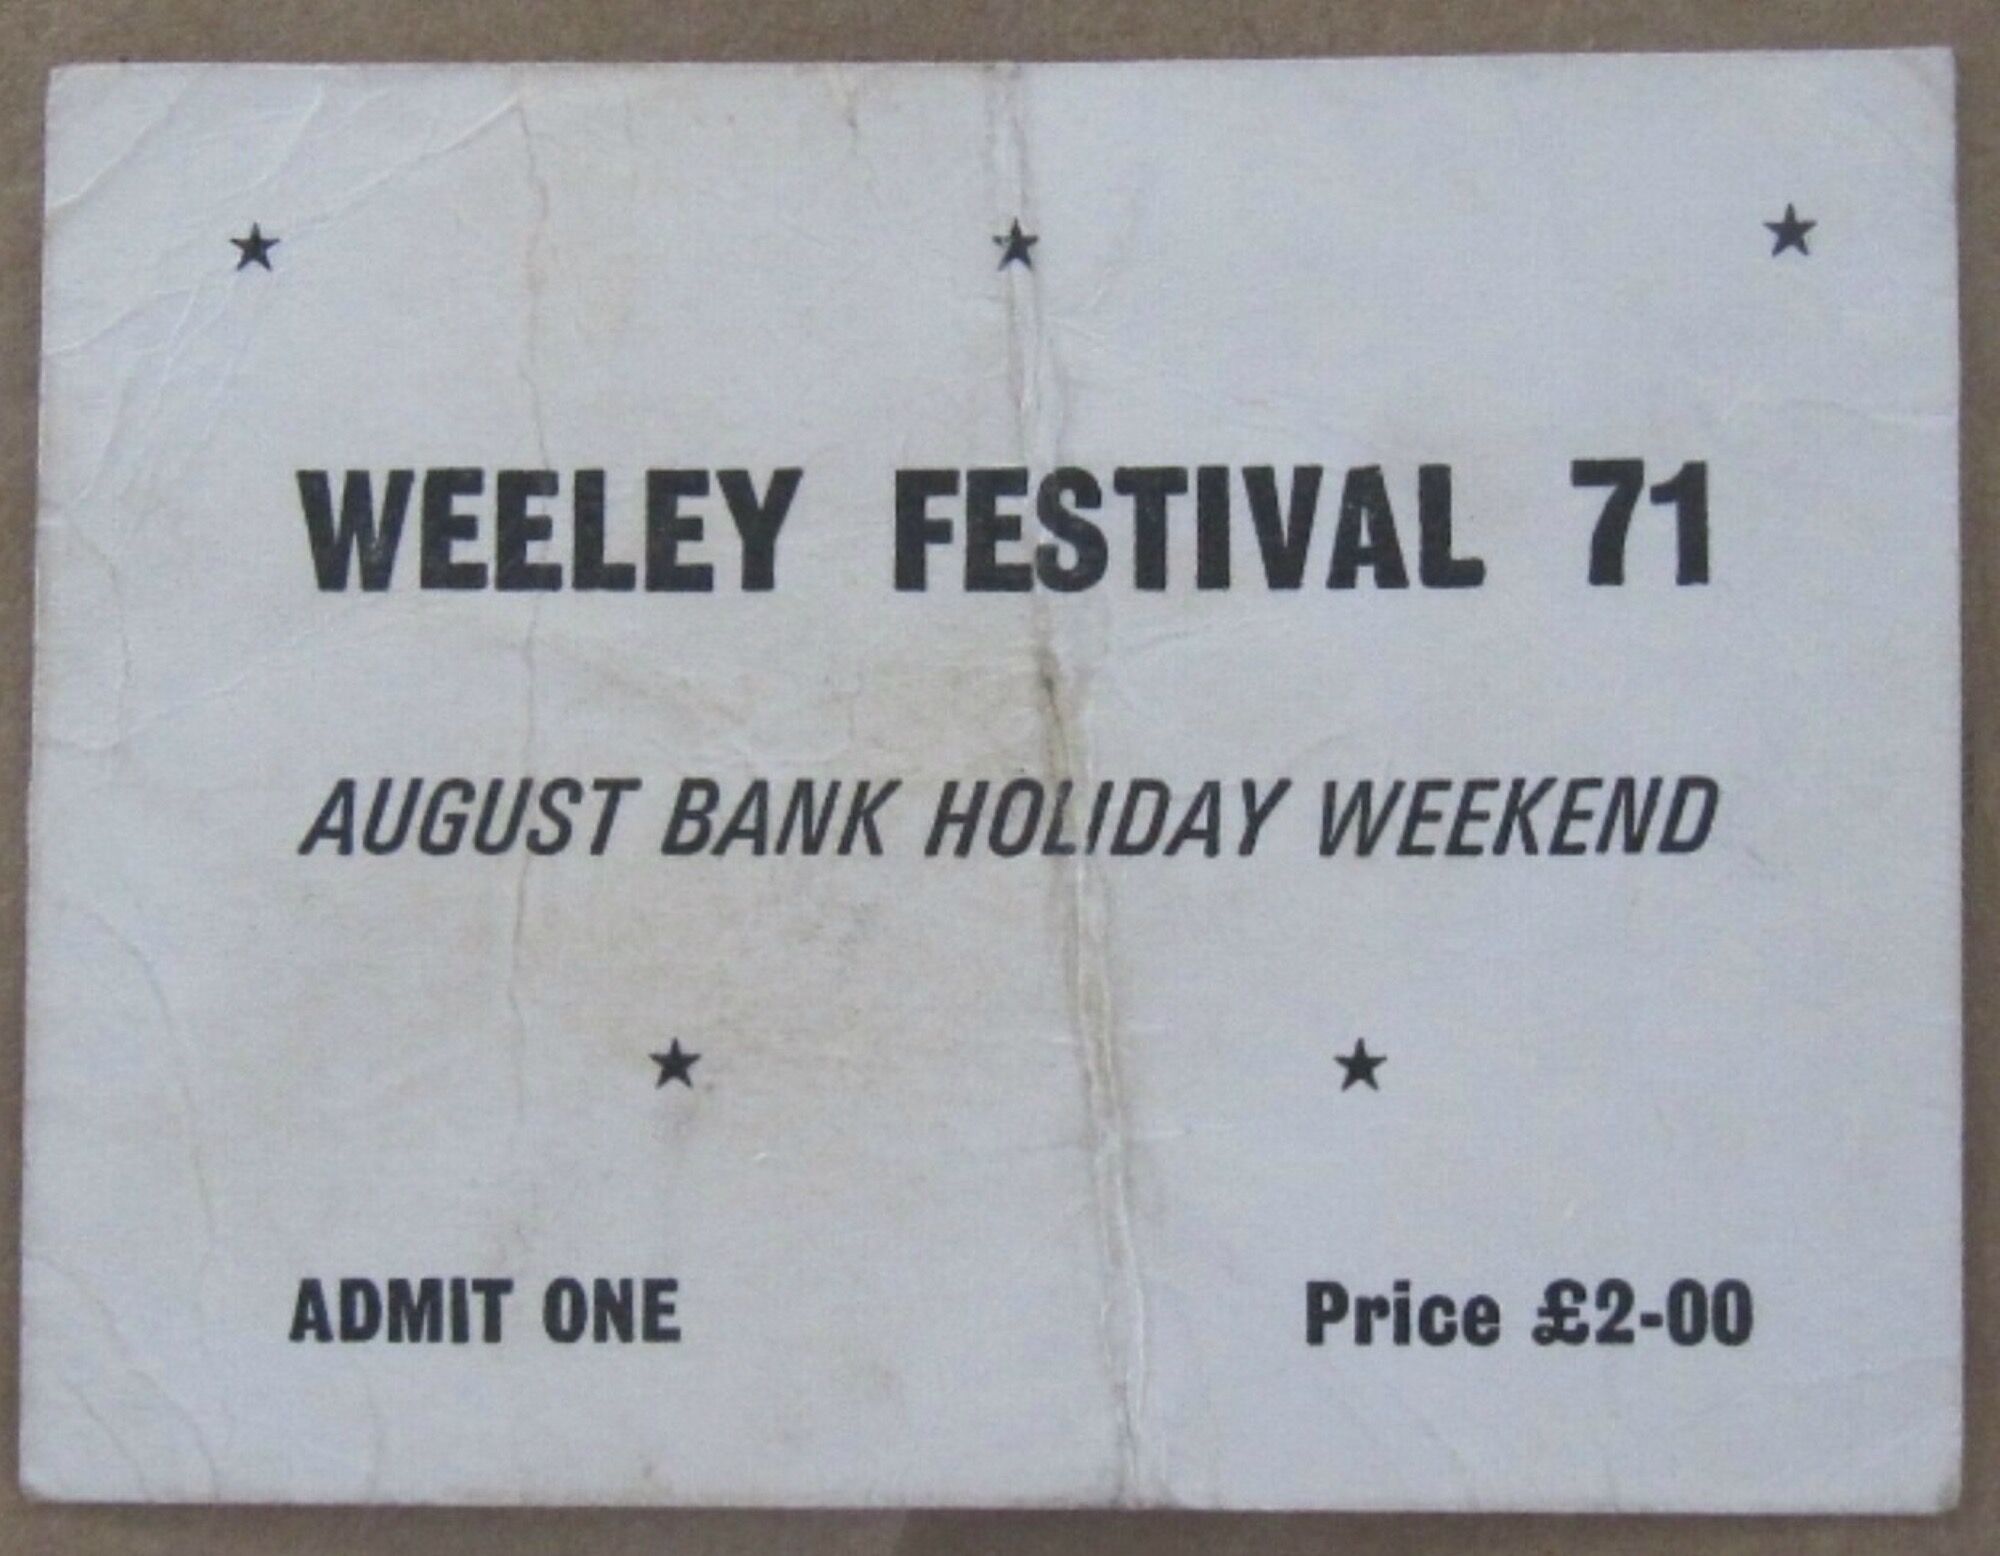 WEELEY FESTIVAL 71
AUGUST BANK HOLIDAY WEEKEND
ADMIT ONE Price £2-00